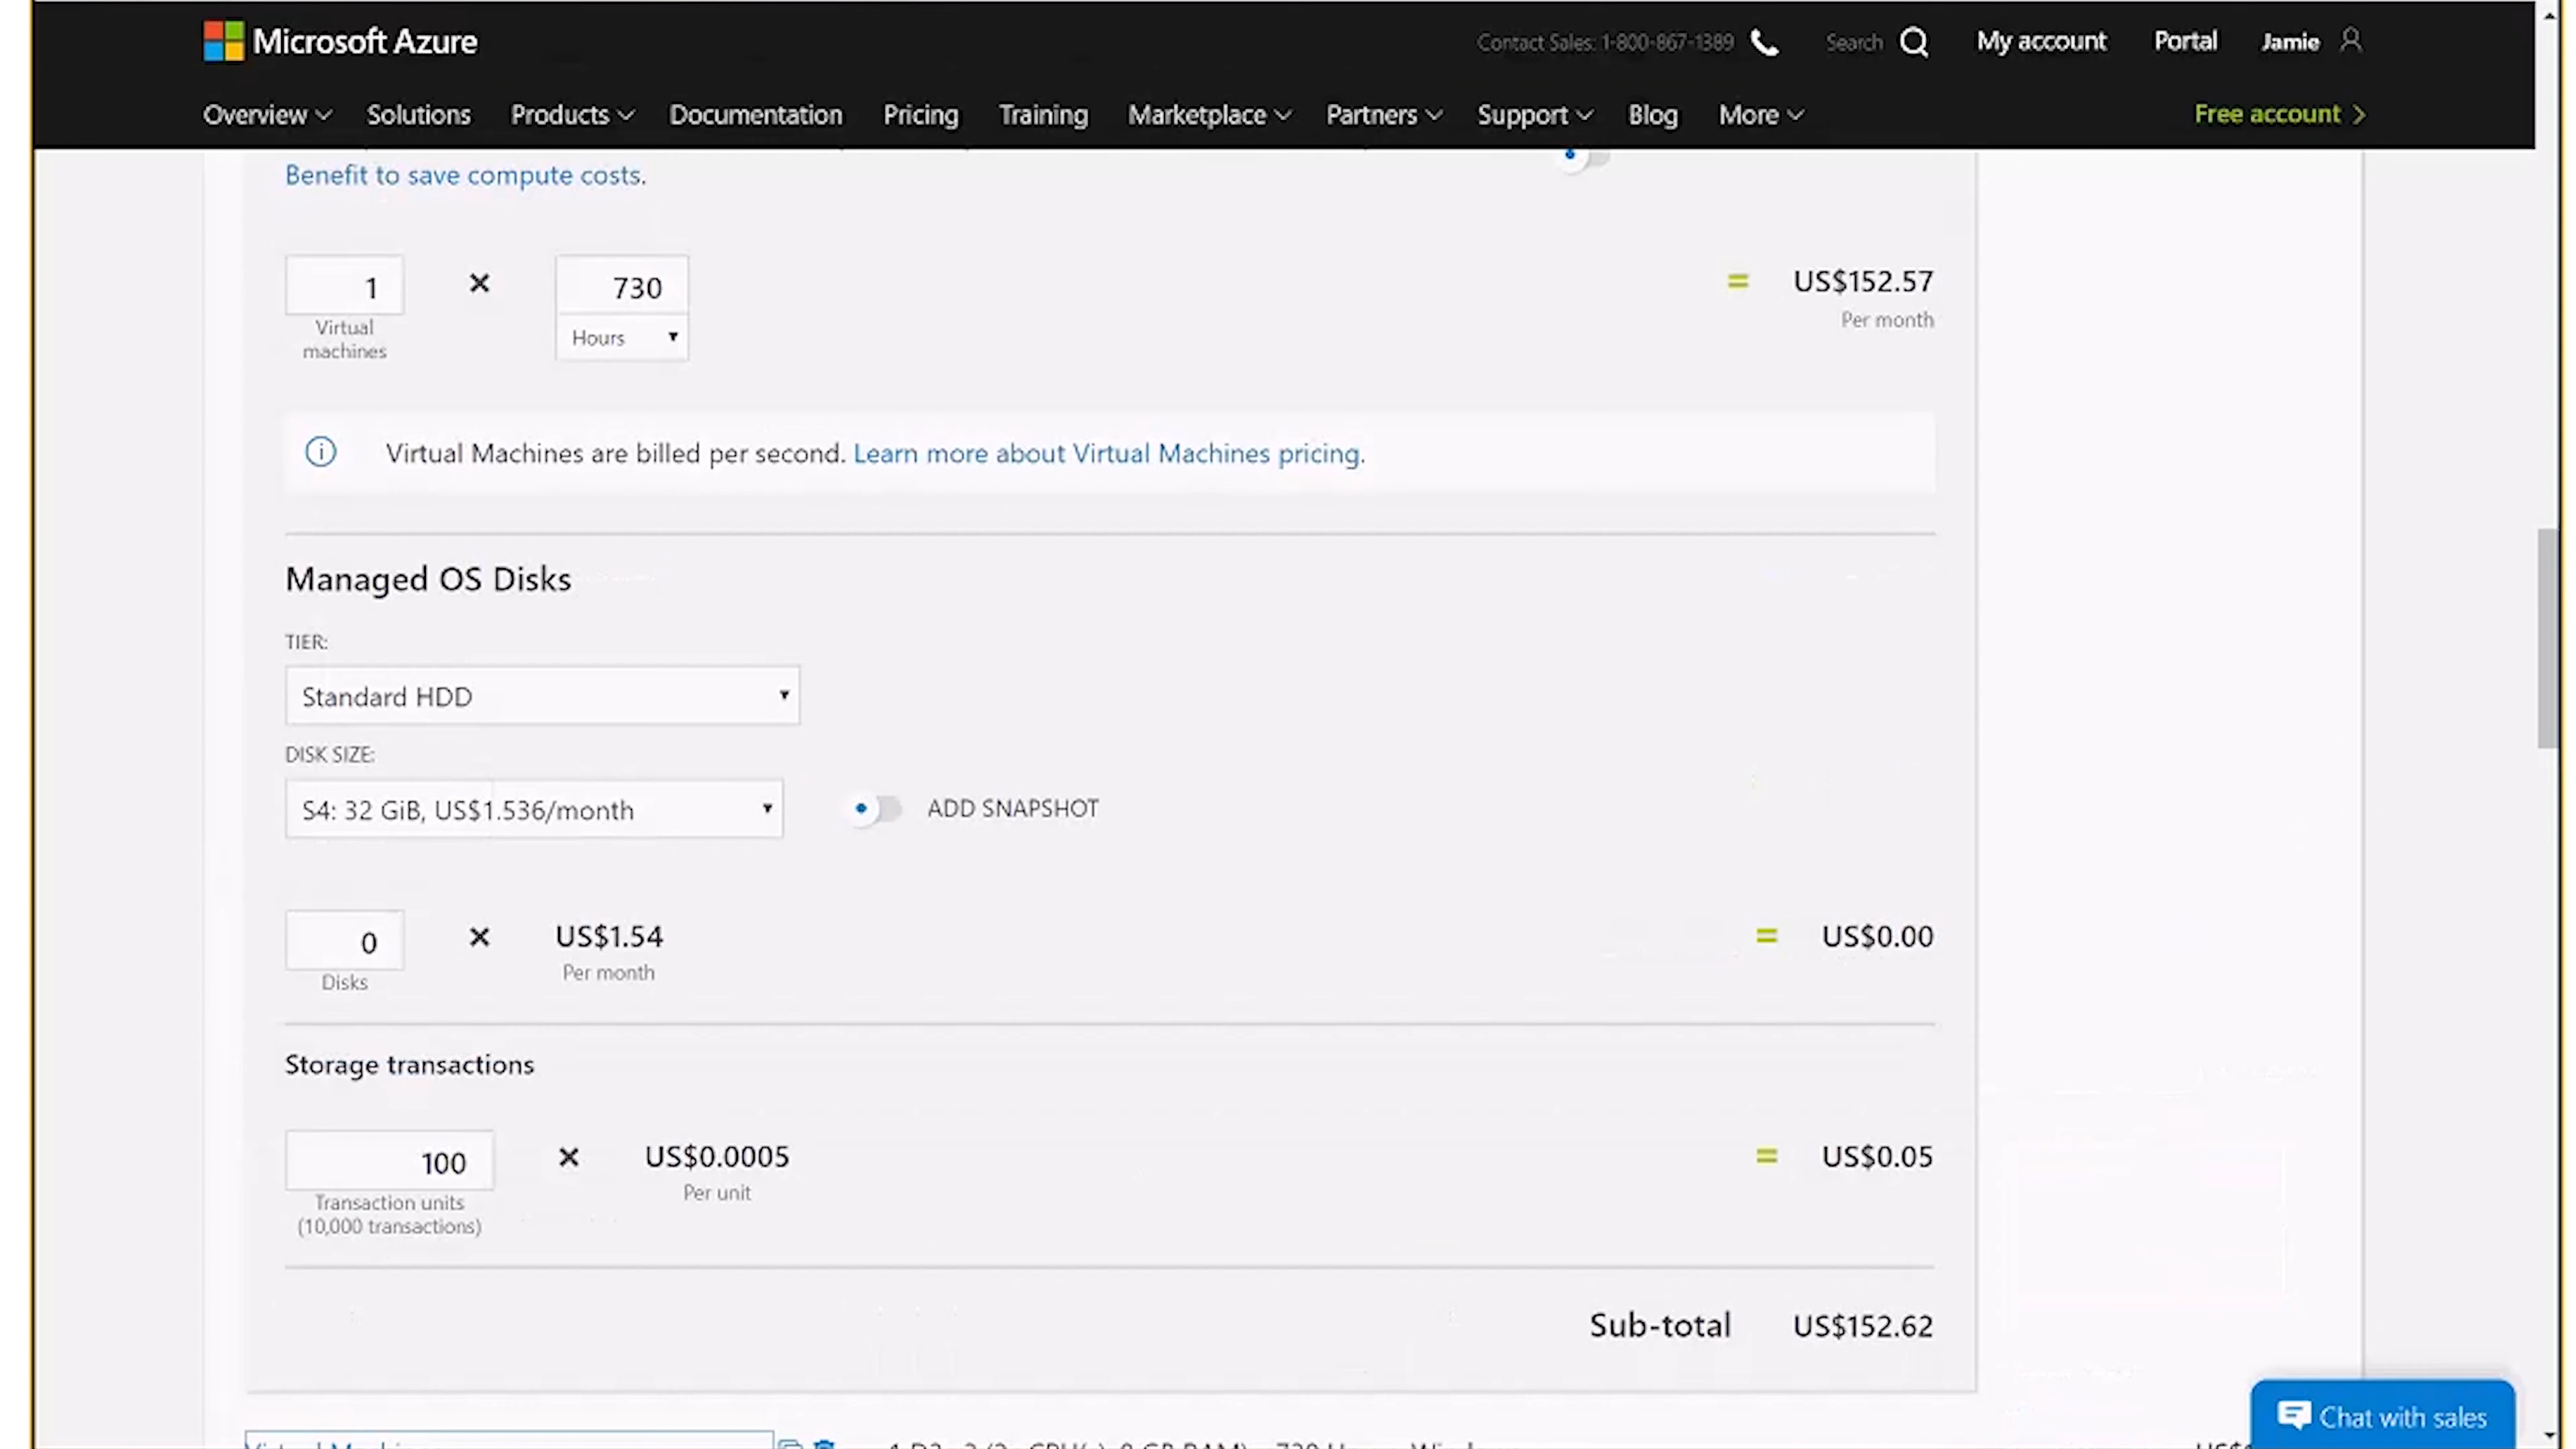 Microsoft Azure
Contact Sales: 1-800-867-1389
Search
My account
Portal
Jamie
Overview
Solutions
Products
Documentation
Pricing
Training
Marketplace
Partners
Support
Blog
More
Free account
Benefit to save compute costs.
1
×
730
=
US$152.57
Virtual
machines
Hours
Per month
Virtual Machines are billed per second. Learn more about Virtual Machines pricing.
Managed OS Disks
TIER:
Standard HDD
DISK SIZE:
S4: 32 GiB, US$1.536/month
ADD SNAPSHOT
0
×
US$1.54
=
US$0.00
Disks
Per month
Storage transactions
100
×
US$0.0005
=
US$0.05
Transaction units
(10,000 transactions)
Per unit
Sub-total
US$152.62
Chat with sales